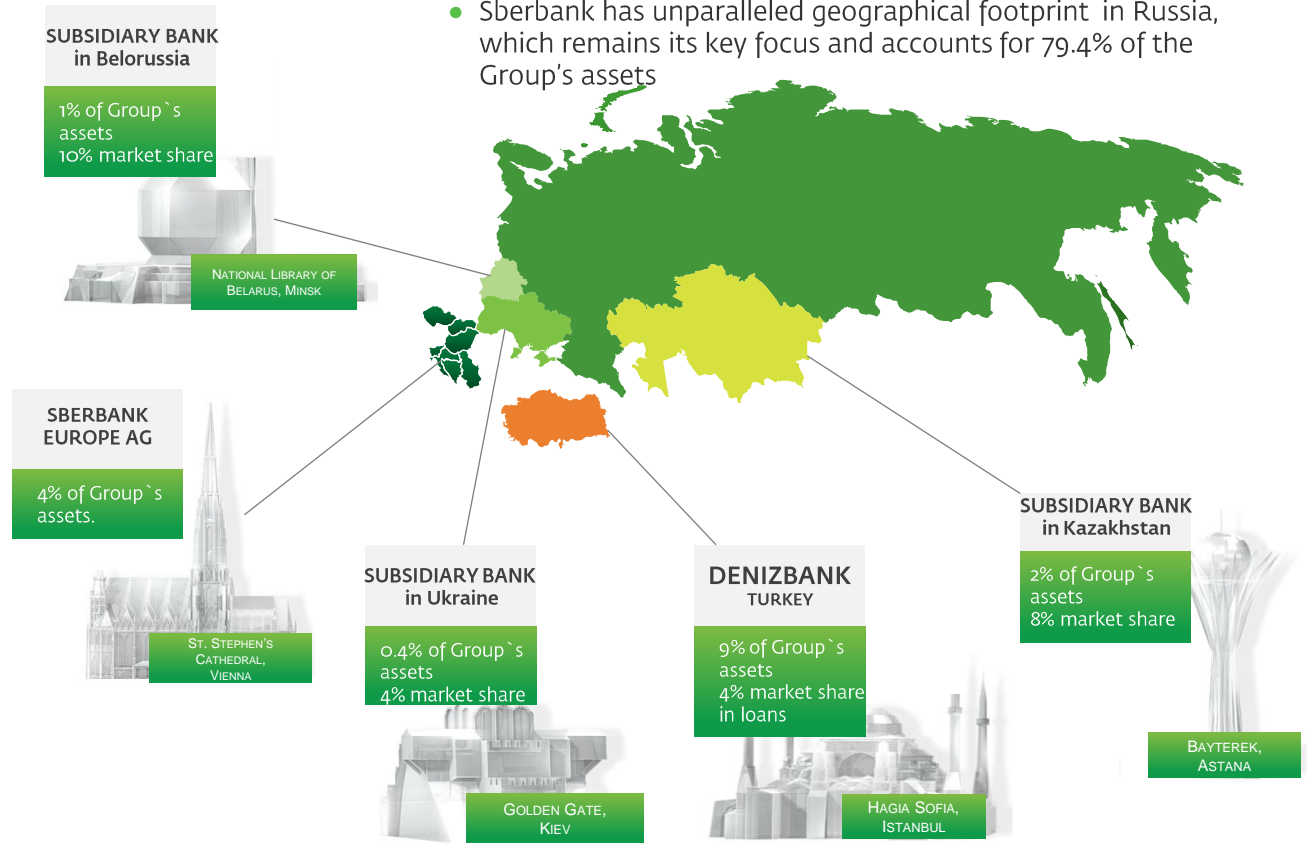 Sberbank has unparalleled geographical footprint in Russia,
which remains its key focus and accounts for 79.4% of the
Group's assets
SUBSIDIARY BANK
in Belorussia
1% of Group`s
assets
10% market share
NATIONAL LIBRARY OF
BELARUS, MINSK
SBERBANK
EUROPE AG
4% of Group`s
assets.
ST. STEPHEN'S
CATHEDRAL,
VIENNA
SUBSIDIARY BANK
in Ukraine
0.4% of Group`s
assets
4% market share
GOLDEN GATE,
KIEV
DENIZBANK
TURKEY
9% of Group`s
assets
4% market share
in loans
HAGIA SOFIA,
ISTANBUL
SUBSIDIARY BANK
in Kazakhstan
2% of Group`s
assets
8% market share
BAYTEREK,
ASTANA